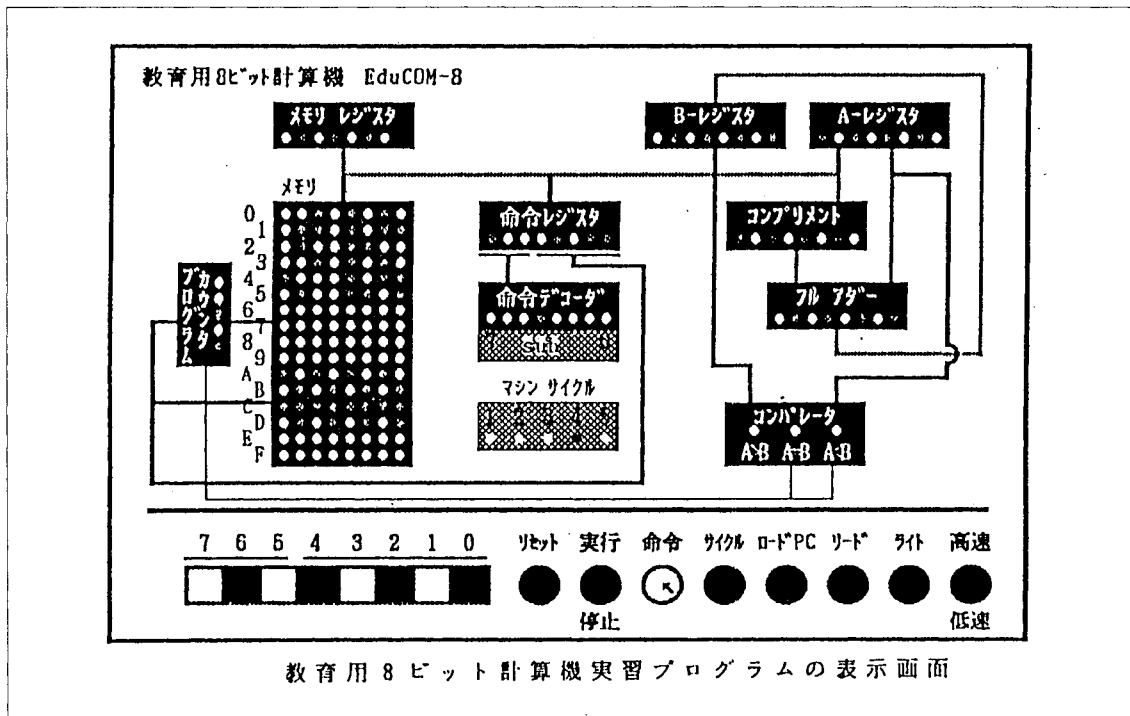 教育用8ﾋﾞｯﾄ計算機 EduCOM-8
ﾒﾓﾘ ﾚｼﾞｽﾀ
B-ﾚｼﾞｽﾀ
A-ﾚｼﾞｽﾀ
ﾒﾓﾘ
0
1
2
3
4
5
6
7
8
9
A
B
C
D
E
F
ﾌﾟﾛｸﾞﾗﾑ
ｶｳﾝﾀ
命令ﾚｼﾞｽﾀ
命令ﾃﾞｺｰﾀﾞ
ﾏｼﾝ ｻｲｸﾙ
ｺﾝﾌﾟﾘﾒﾝﾄ
ﾌﾙ ｱﾀﾞｰ
ｺﾝﾊﾟﾚｰﾀ
7 6 5 4 3 2 1 0
ﾘｾｯﾄ 実行 命令 ｻｲｸﾙ ﾛｰﾄﾞPC ﾘｰﾄﾞ ﾗｲﾄ 高速
停止 低速
教育用8ビット計算機実習プログラムの表示画面